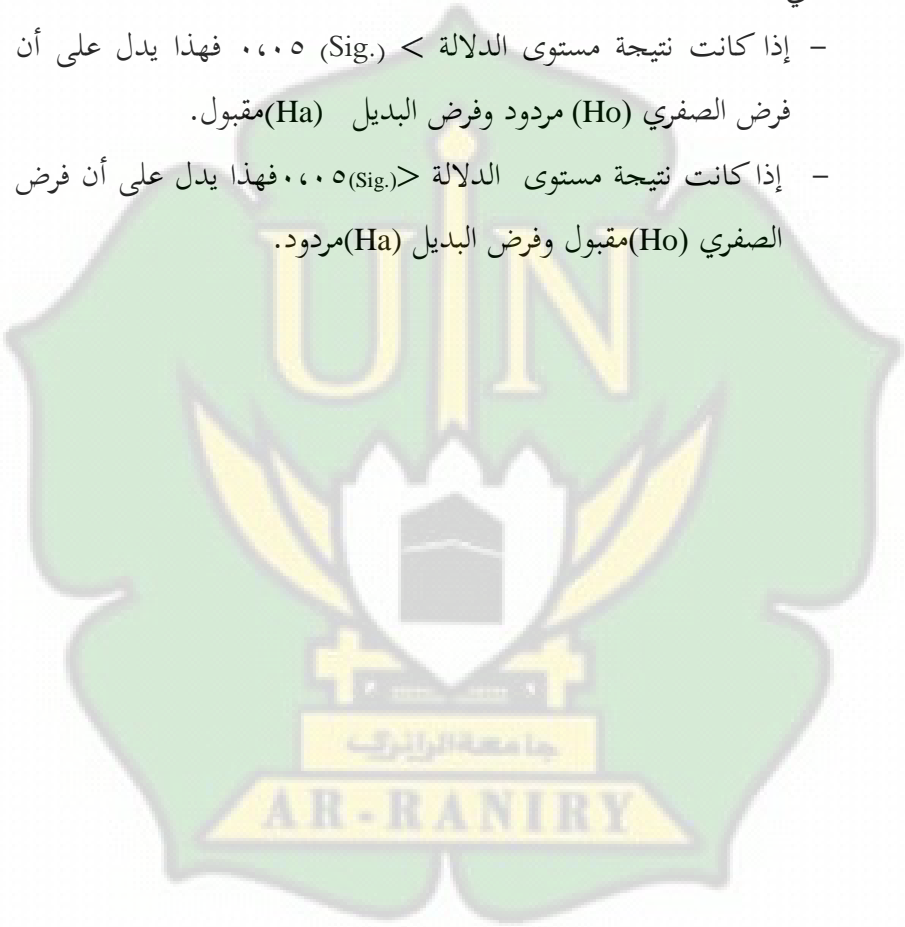 - إذا كانت نتيجة مستوى الدلالة > (Sig.) ٠،٠٥ فهذا يدل على أن
فرض الصفري (Ho) مردود وفرض البديل (Ha)مقبول.
- إذا كانت نتيجة مستوى الدلالة <(Sig.)٠،٠٥فهذا يدل على أن فرض
الصفري (Ho)مقبول وفرض البديل (Ha)مردود.
UIN
جامعة الرانري
AR-RANIRY